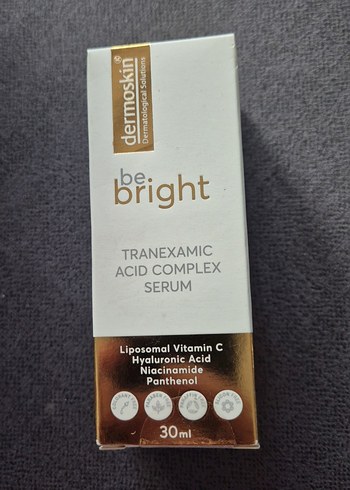 dermoskin®
Dermatological Solutions
be
bright
TRANEXAMIC
ACID COMPLEX
SERUM
Liposomal Vitamin C
Hyaluronic Acid
Niacinamide
Panthenol
30ml